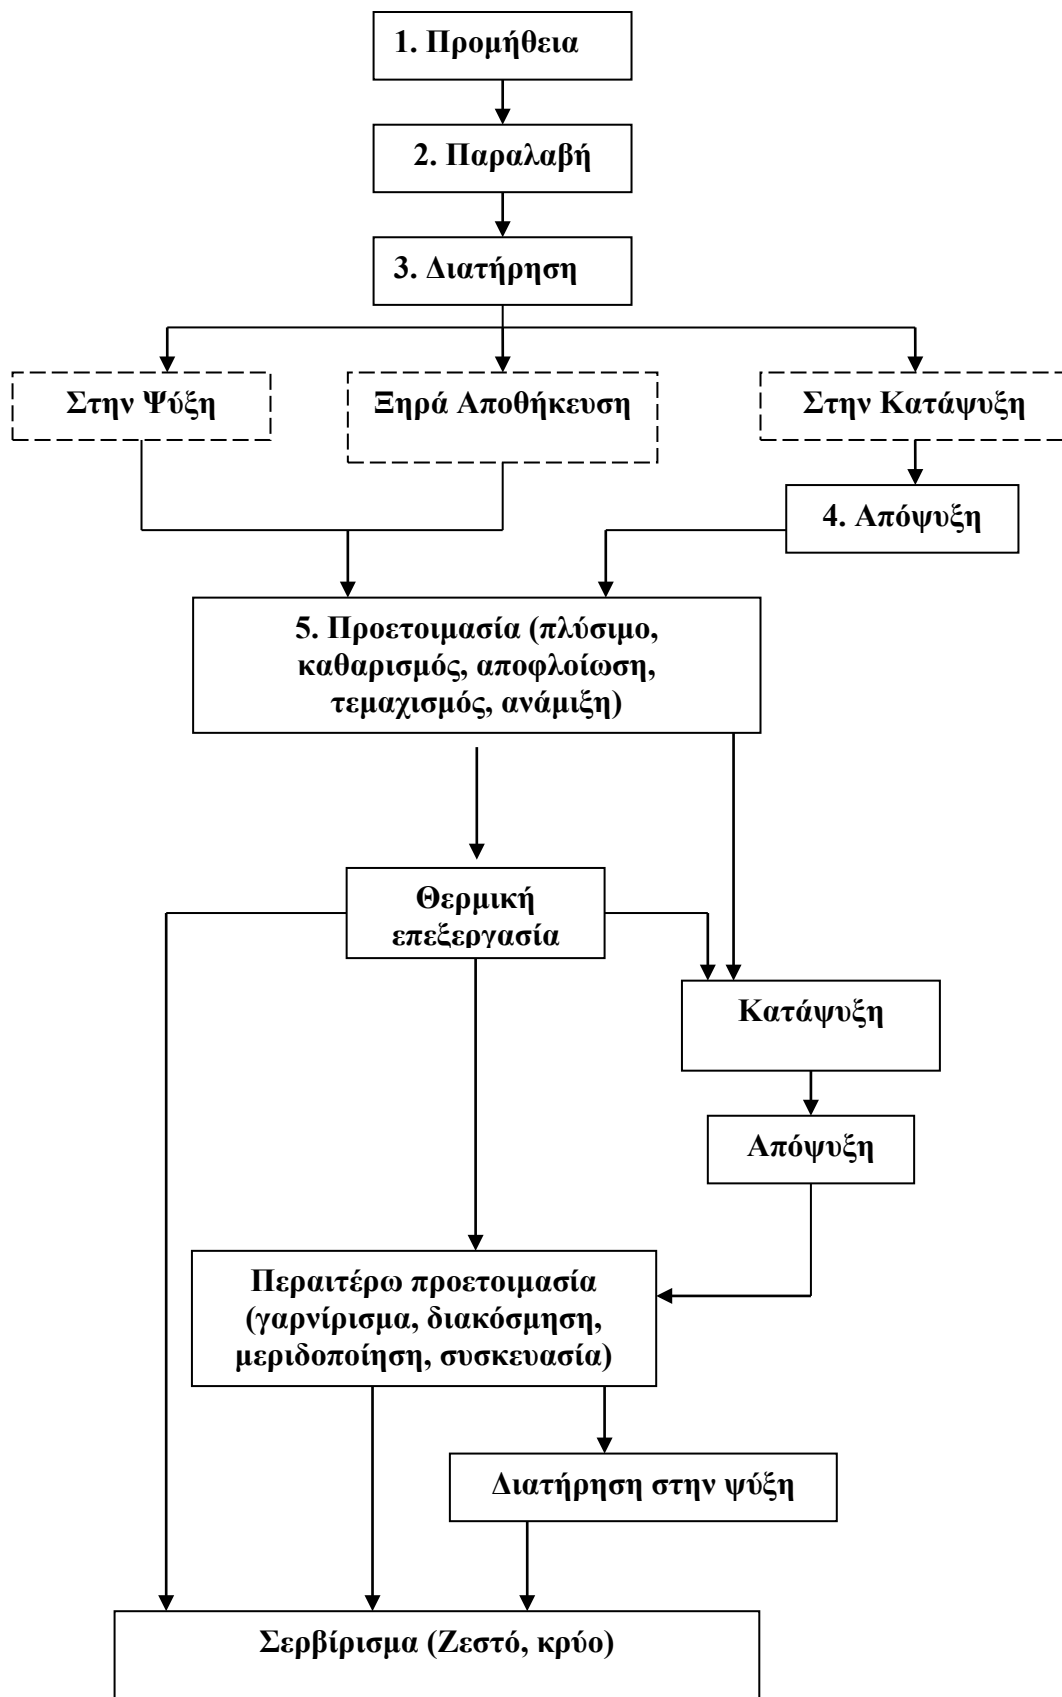 1. Προμήθεια
2. Παραλαβή
3. Διατήρηση
Στην Ψύξη
Ξηρά Αποθήκευση
Στην Κατάψυξη
4. Απόψυξη
5. Προετοιμασία (πλύσιμο,
καθαρισμός, αποφλοίωση,
τεμαχισμός, ανάμιξη)
Θερμική
επεξεργασία
Κατάψυξη
Απόψυξη
Περαιτέρω προετοιμασία
(γαρνίρισμα, διακόσμηση,
μεριδοποίηση, συσκευασία)
Διατήρηση στην ψύξη
Σερβίρισμα (Ζεστό, κρύο)